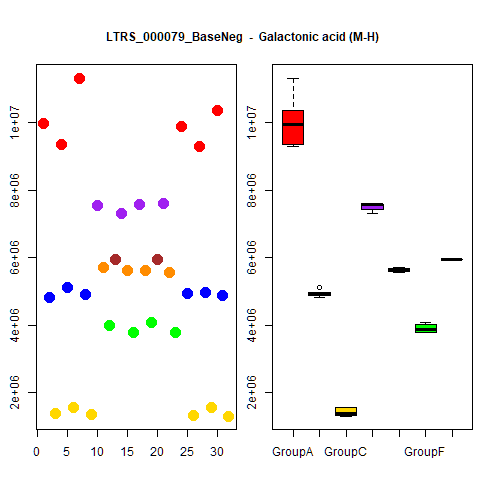 LTRS_000079_BaseNeg - Galactonic acid (M-H)
1e+07
8e+06
6e+06
4e+06
2e+06
0 5 10 15 20 25 30
1e+07
8e+06
6e+06
4e+06
2e+06
GroupA GroupC GroupF